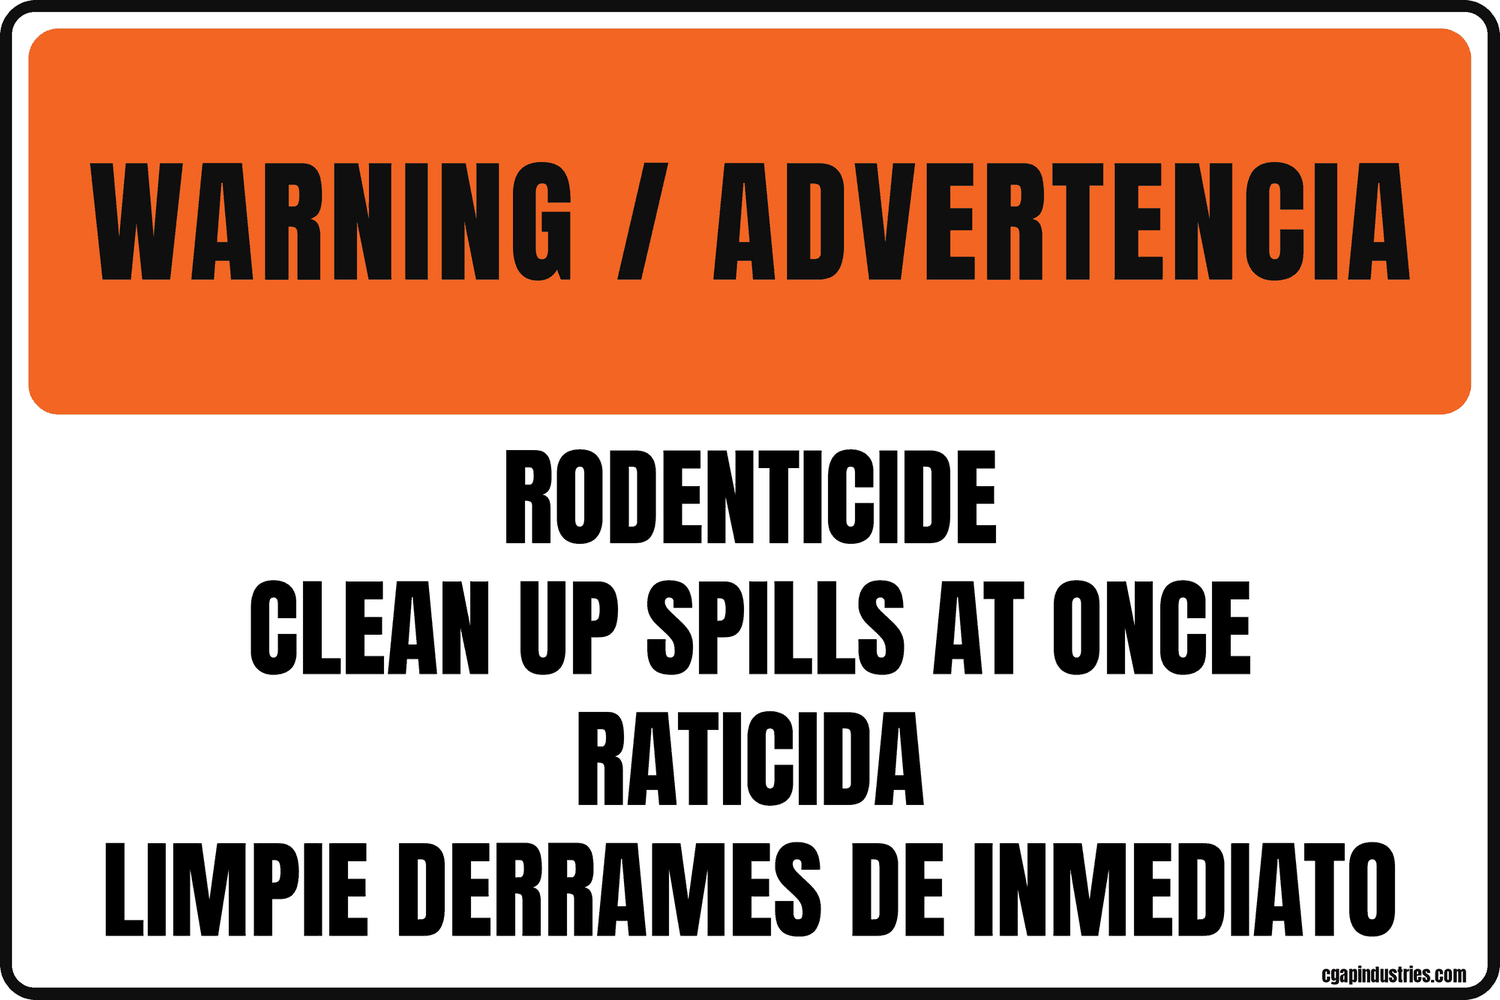 WARNING / ADVERTENCIA
RODENTICIDE
CLEAN UP SPILLS AT ONCE
RATICIDA
LIMPIE DERRAMES DE INMEDIATO
cgapindustries.com